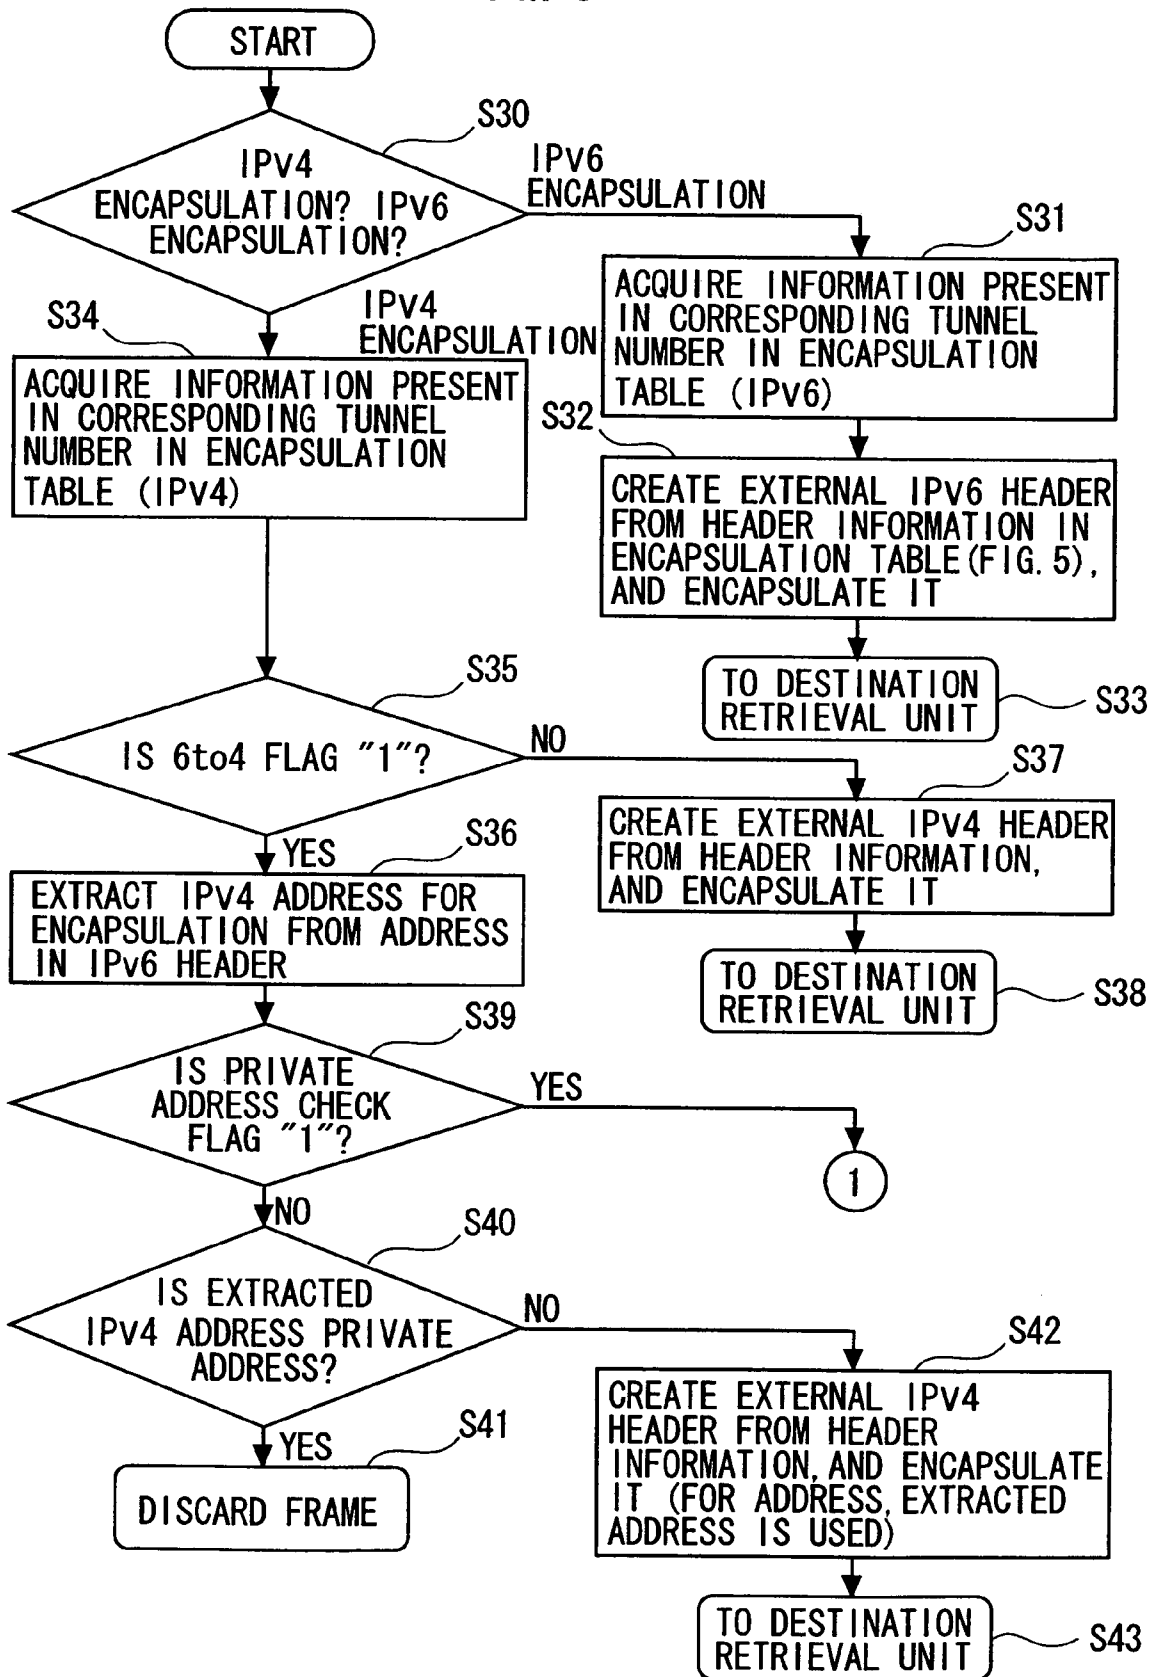 START
S30
IPv4
ENCAPSULATION? IPv6
ENCAPSULATION?
IPv6
ENCAPSULATION
S31
ACQUIRE INFORMATION PRESENT
IN CORRESPONDING TUNNEL
NUMBER IN ENCAPSULATION
TABLE (IPv6)
IPv4
ENCAPSULATION
S34
ACQUIRE INFORMATION PRESENT
IN CORRESPONDING TUNNEL
NUMBER IN ENCAPSULATION
TABLE (IPv4)
S32
CREATE EXTERNAL IPv6 HEADER
FROM HEADER INFORMATION IN
ENCAPSULATION TABLE(FIG. 5),
AND ENCAPSULATE IT
TO DESTINATION
RETRIEVAL UNIT
S33
S35
IS 6to4 FLAG "1"?
NO
S37
CREATE EXTERNAL IPv4 HEADER
FROM HEADER INFORMATION,
AND ENCAPSULATE IT
YES
S36
EXTRACT IPv4 ADDRESS FOR
ENCAPSULATION FROM ADDRESS
IN IPv6 HEADER
TO DESTINATION
RETRIEVAL UNIT
S38
S39
IS PRIVATE
ADDRESS CHECK
FLAG "1"?
YES
1
NO
S40
IS EXTRACTED
IPv4 ADDRESS PRIVATE
ADDRESS?
NO
S42
CREATE EXTERNAL IPv4
HEADER FROM HEADER
INFORMATION, AND ENCAPSULATE
IT (FOR ADDRESS, EXTRACTED
ADDRESS IS USED)
YES
S41
DISCARD FRAME
TO DESTINATION
RETRIEVAL UNIT
S43